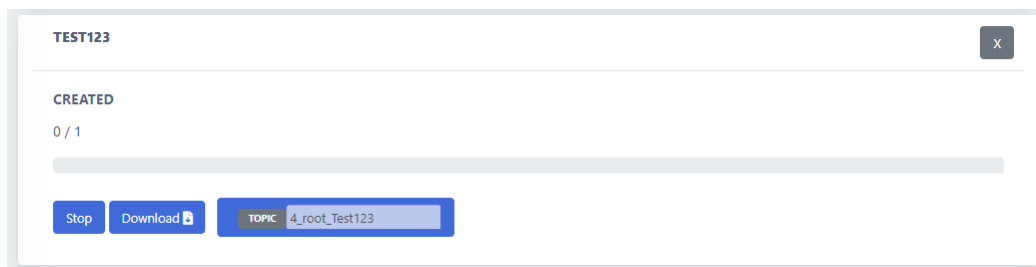 TEST123
X
CREATED
0 / 1
Stop Download TOPIC 4_root_Test123